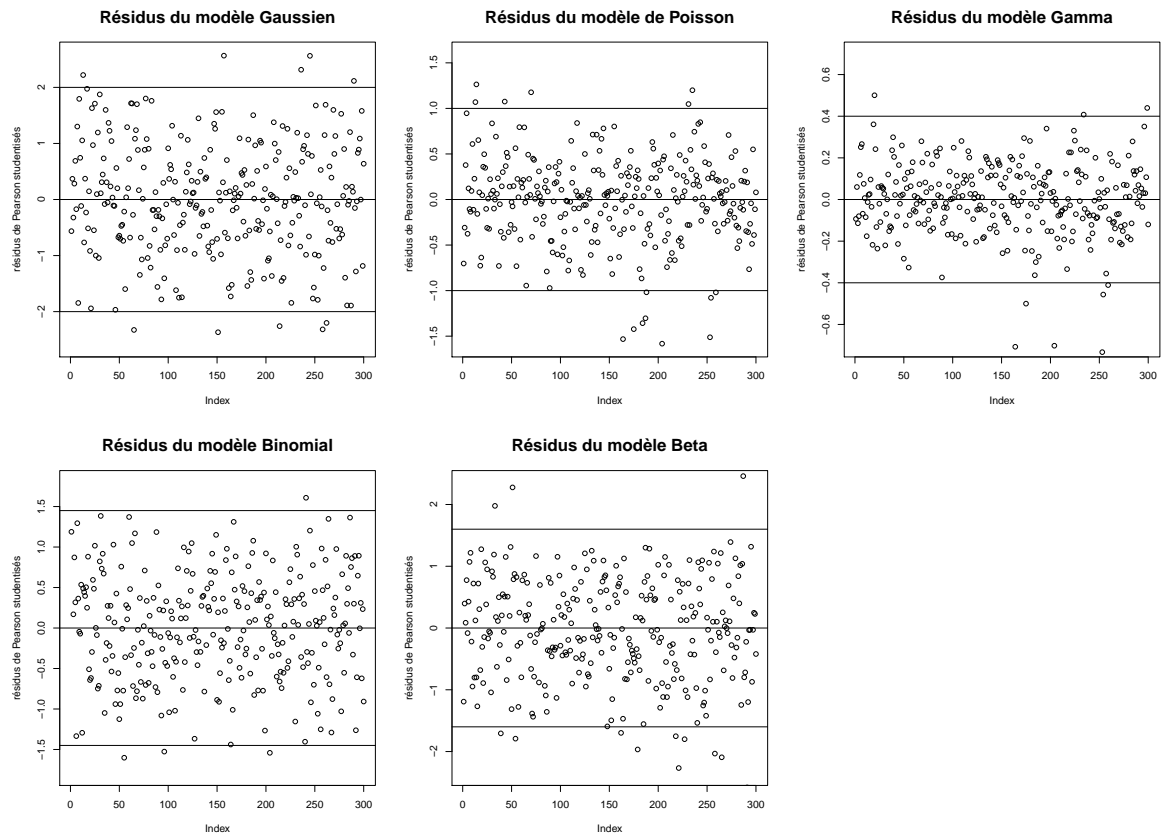 Résidus du modèle Gaussien
résidus de Pearson studentisés
2
1
0
−1
−2
0 50 100 150 200 250 300
Index
Résidus du modèle de Poisson
résidus de Pearson studentisés
1.5
1.0
0.5
0.0
−0.5
−1.0
−1.5
0 50 100 150 200 250 300
Index
Résidus du modèle Gamma
résidus de Pearson studentisés
0.6
0.4
0.2
0.0
−0.2
−0.4
−0.6
0 50 100 150 200 250 300
Index
Résidus du modèle Binomial
résidus de Pearson studentisés
1.5
1.0
0.5
0.0
−0.5
−1.0
−1.5
0 50 100 150 200 250 300
Index
Résidus du modèle Beta
résidus de Pearson studentisés
2
1
0
−1
−2
0 50 100 150 200 250 300
Index